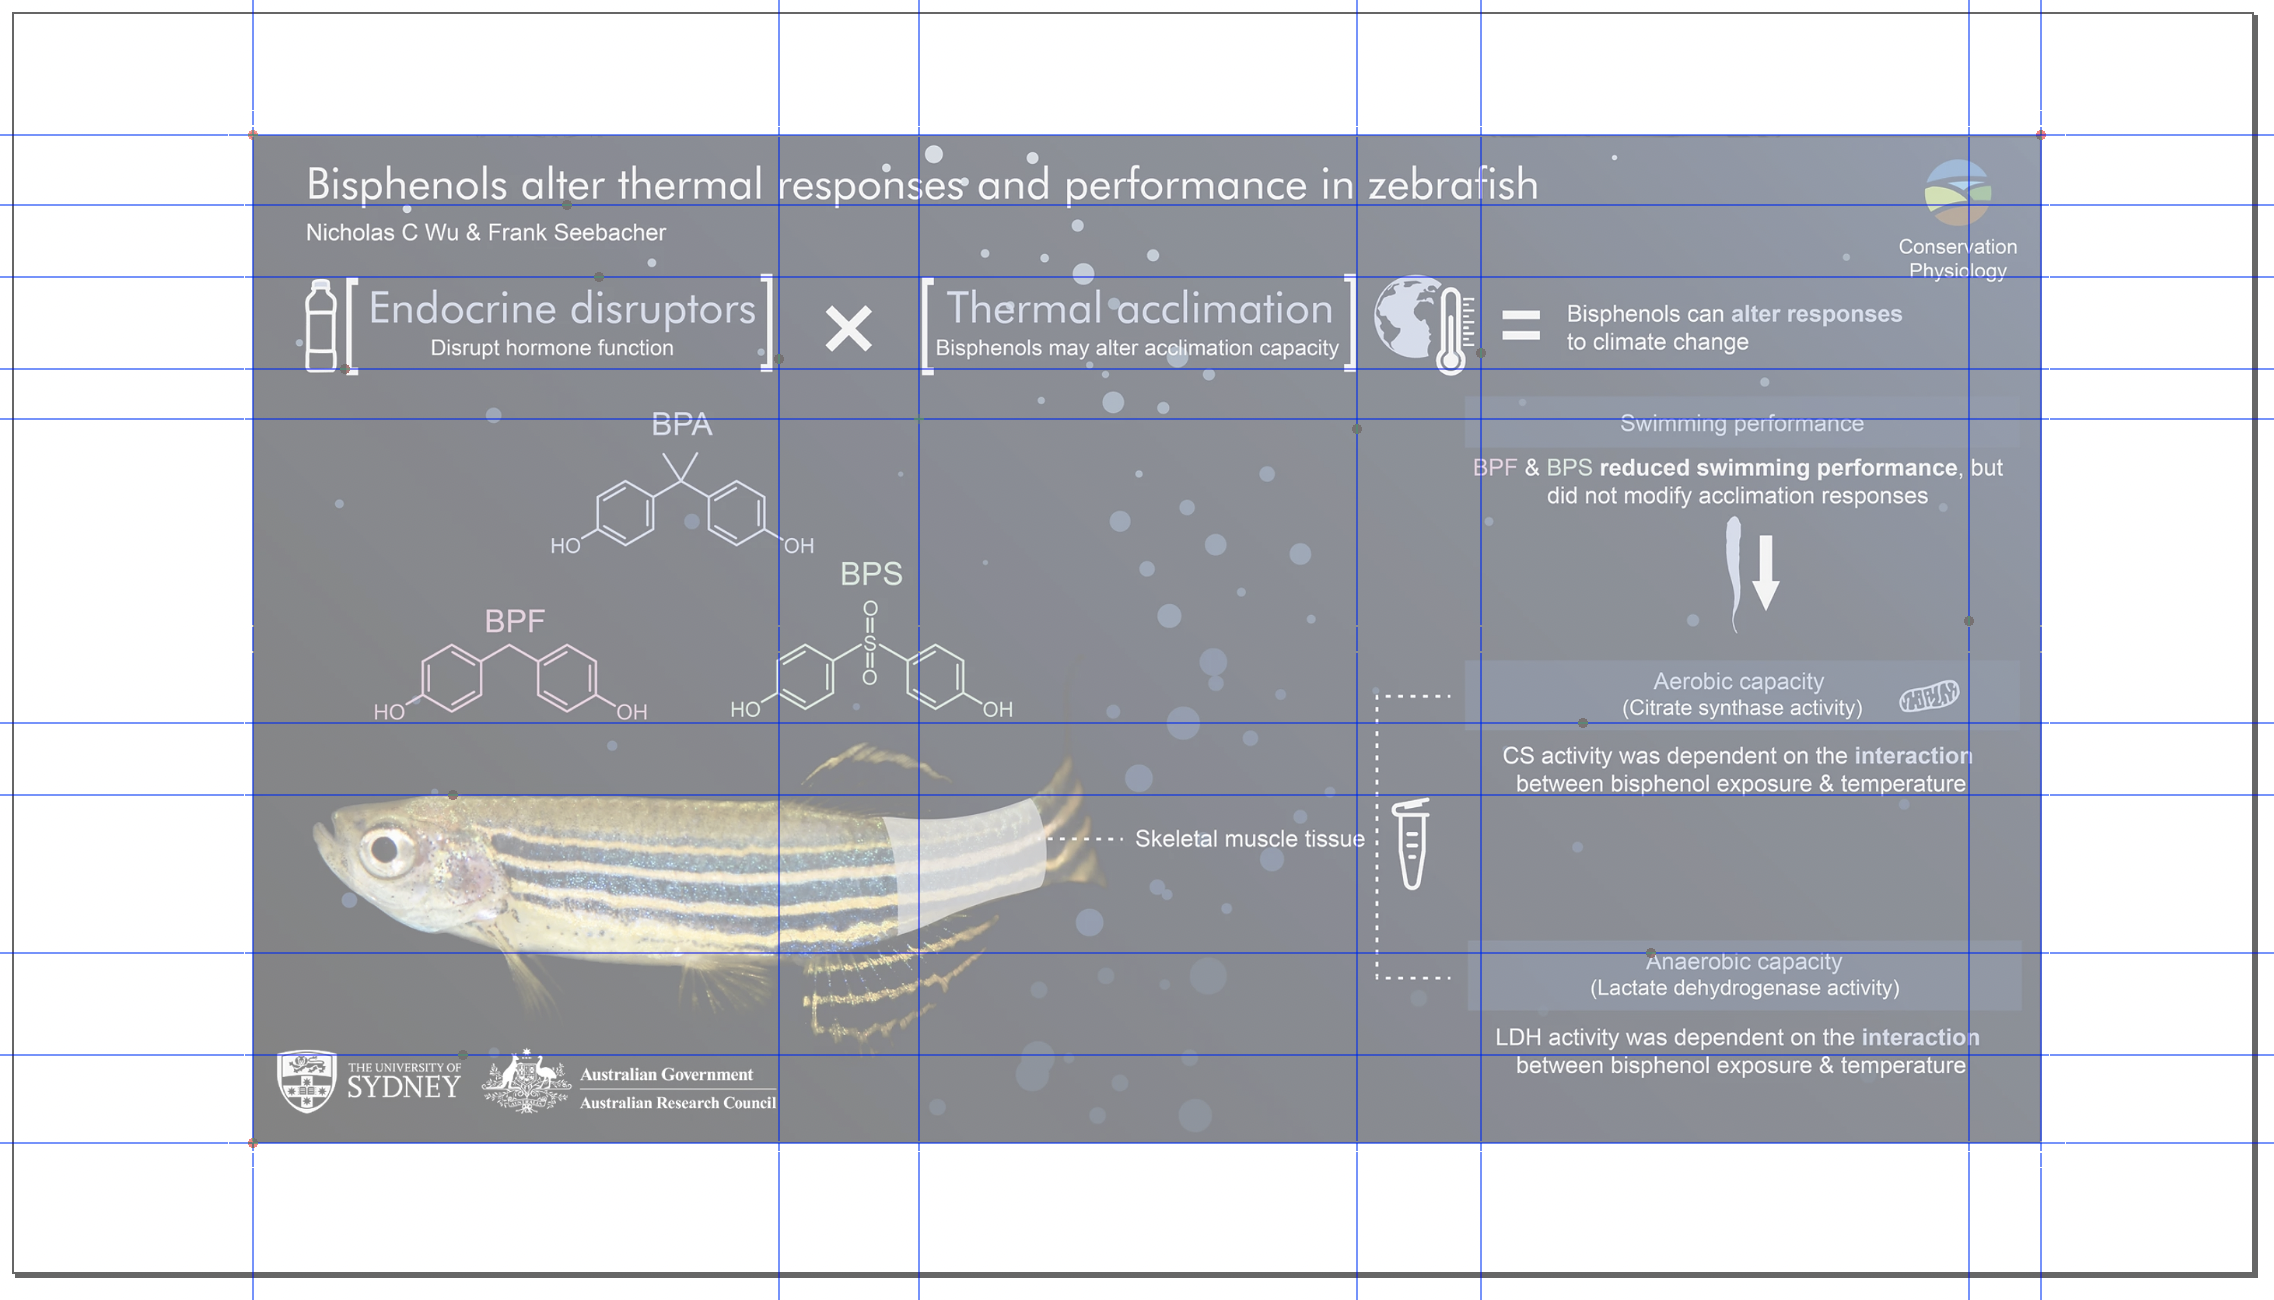 Bisphenols alter thermal responses and performance in zebrafish
Nicholas C Wu & Frank Seebacher
Conservation
Physiology
[Endocrine disruptors]
Disrupt hormone function
×
[Thermal acclimation]
Bisphenols may alter acclimation capacity
=
Bisphenols can alter responses
to climate change
BPA
HO
OH
BPS
O
S
O
HO
OH
BPF
HO
OH
Skeletal muscle tissue
Swimming performance
BPF & BPS reduced swimming performance, but
did not modify acclimation responses
Aerobic capacity
(Citrate synthase activity)
CS activity was dependent on the interaction
between bisphenol exposure & temperature
Anaerobic capacity
(Lactate dehydrogenase activity)
LDH activity was dependent on the interaction
between bisphenol exposure & temperature
THE UNIVERSITY OF
SYDNEY
Australian Government
Australian Research Council